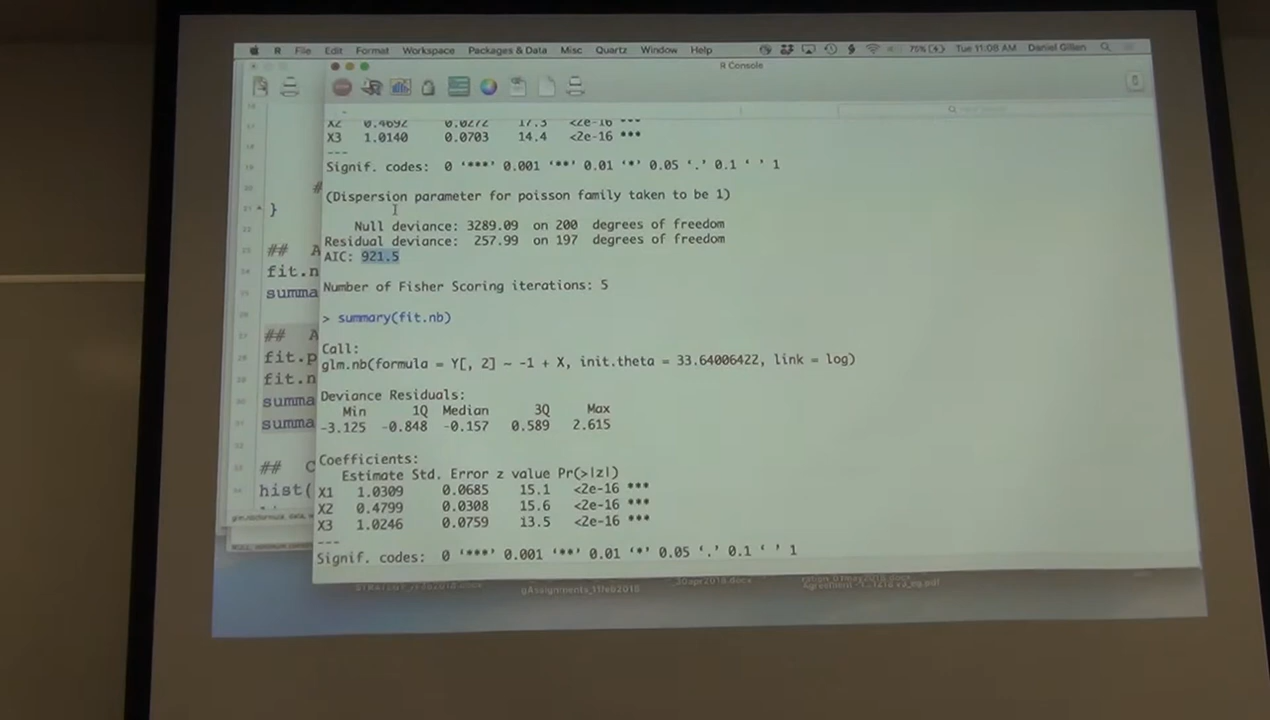 R File Edit Format Workspace Packages & Data Misc Quartz Window Help 75% Tue 11:08 AM Daniel Gillen
R Console
X2 0.4692 0.0272 17.3 <2e-16 ***
X3 1.0140 0.0703 14.4 <2e-16 ***
---
Signif. codes: 0 ‘***’ 0.001 ‘**’ 0.01 ‘*’ 0.05 ‘.’ 0.1 ‘ ’ 1
(Dispersion parameter for poisson family taken to be 1)
Null deviance: 3289.09 on 200 degrees of freedom
Residual deviance: 257.99 on 197 degrees of freedom
AIC: 921.5
Number of Fisher Scoring iterations: 5
> summary(fit.nb)
Call:
glm.nb(formula = Y[, 2] ~ -1 + X, init.theta = 33.64006422, link = log)
Deviance Residuals:
Min 1Q Median 3Q Max
-3.125 -0.848 -0.157 0.589 2.615
Coefficients:
Estimate Std. Error z value Pr(>|z|)
X1 1.0309 0.0685 15.1 <2e-16 ***
X2 0.4799 0.0308 15.6 <2e-16 ***
X3 1.0246 0.0759 13.5 <2e-16 ***
---
Signif. codes: 0 ‘***’ 0.001 ‘**’ 0.01 ‘*’ 0.05 ‘.’ 0.1 ‘ ’ 1
#
}
## A
fit.n
summa
## A
fit.p
fit.n
summa
summa
## C
hist(
_30apr2018.docx
gAssignments_11feb2018